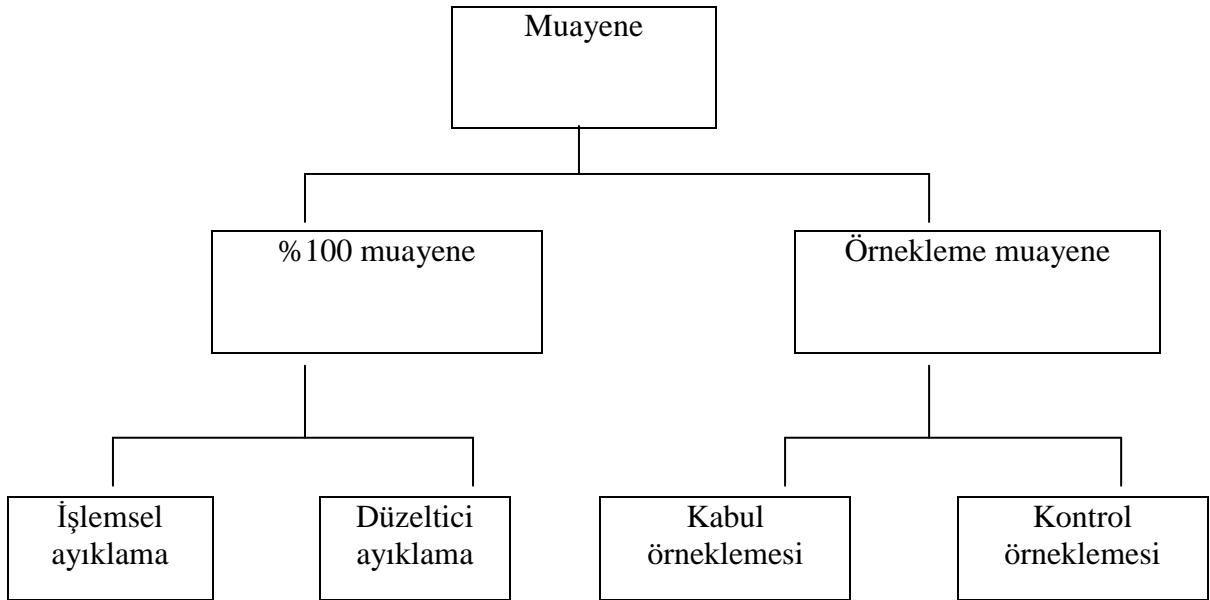 Muayene
%100 muayene
Örnekleme muayene
İşlemsel
ayıklama
Düzeltici
ayıklama
Kabul
örneklemesi
Kontrol
örneklemesi